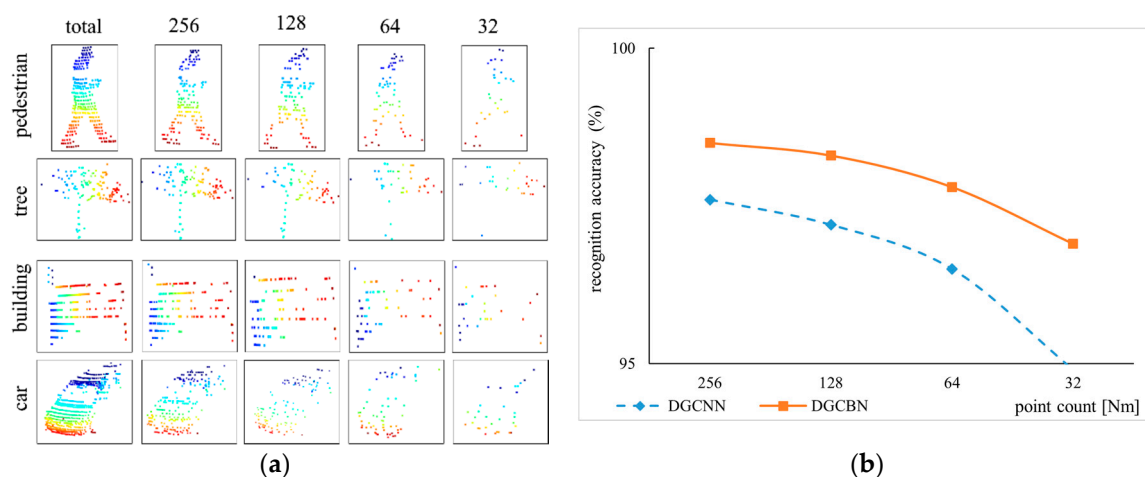 total 256 128 64 32
pedestrian
tree
building
car
(a)
100
recognition accuracy (%)
95
256 128 64 32
DGCNN DGCBN point count [Nm]
(b)